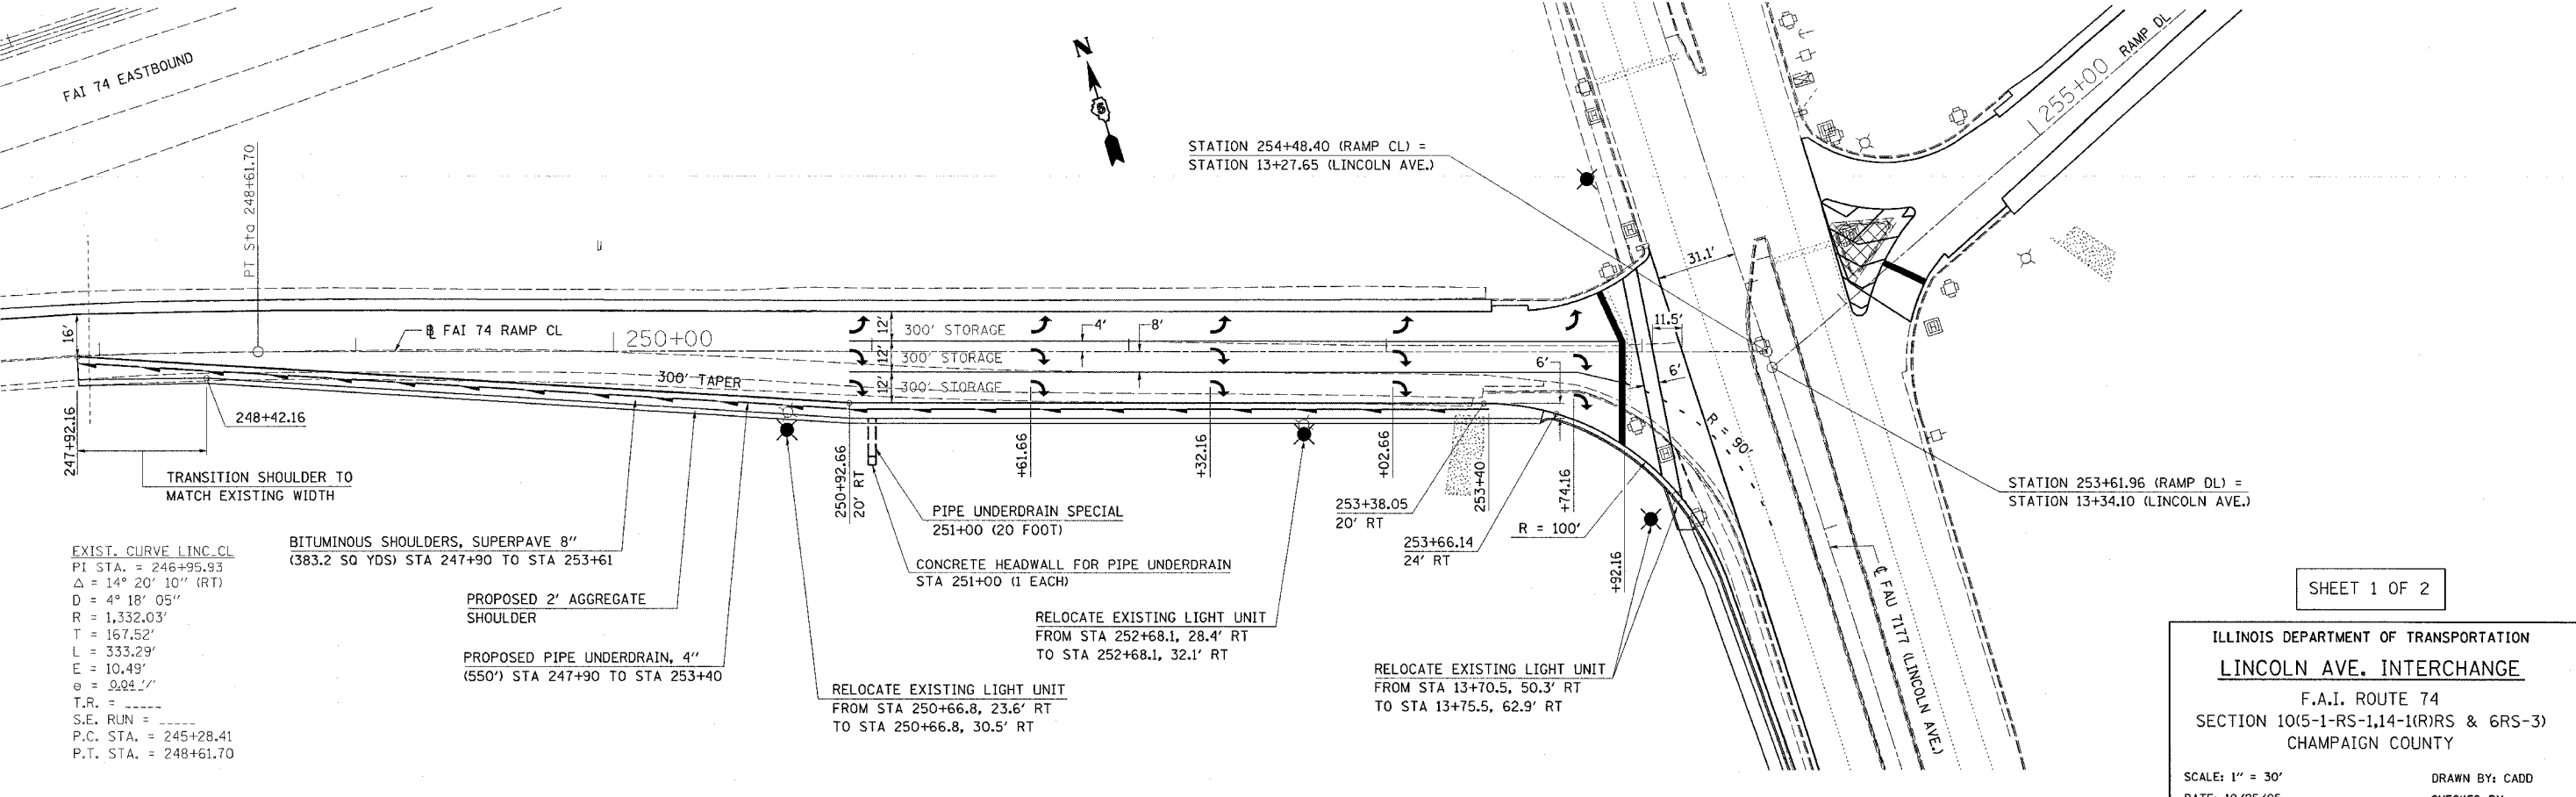 FAI 74 EASTBOUND
N
PT Sta 248+61.70
STATION 254+48.40 (RAMP CL) =
STATION 13+27.65 (LINCOLN AVE.)
255+00 RAMP DL
31.1'
16'
FAI 74 RAMP CL
250+00
12'
300' STORAGE
4'
8'
11.5'
12'
300' STORAGE
300' TAPER
12'
300' STORAGE
6'
6'
R = 90'
247+92.16
248+42.16
TRANSITION SHOULDER TO
MATCH EXISTING WIDTH
250+92.66
20' RT
+61.66
+32.16
+02.66
253+40
+74.16
+92.16
PIPE UNDERDRAIN SPECIAL
251+00 (20 FOOT)
CONCRETE HEADWALL FOR PIPE UNDERDRAIN
STA 251+00 (1 EACH)
253+38.05
20' RT
253+66.14
24' RT
R = 100'
STATION 253+61.96 (RAMP DL) =
STATION 13+34.10 (LINCOLN AVE.)
EXIST. CURVE LINC_CL
PI STA. = 246+95.93
Δ = 14° 20' 10" (RT)
D = 4° 18' 05"
R = 1,332.03'
T = 167.52'
L = 333.29'
E = 10.49'
e = 0.04'/'
T.R. = _____
S.E. RUN = _____
P.C. STA. = 245+28.41
P.T. STA. = 248+61.70
BITUMINOUS SHOULDERS, SUPERPAVE 8"
(383.2 SQ YDS) STA 247+90 TO STA 253+61
PROPOSED 2' AGGREGATE
SHOULDER
PROPOSED PIPE UNDERDRAIN, 4"
(550') STA 247+90 TO STA 253+40
RELOCATE EXISTING LIGHT UNIT
FROM STA 250+66.8, 23.6' RT
TO STA 250+66.8, 30.5' RT
RELOCATE EXISTING LIGHT UNIT
FROM STA 252+68.1, 28.4' RT
TO STA 252+68.1, 32.1' RT
RELOCATE EXISTING LIGHT UNIT
FROM STA 13+70.5, 50.3' RT
TO STA 13+75.5, 62.9' RT
℄ FAU 7177 (LINCOLN AVE.)
SHEET 1 OF 2
ILLINOIS DEPARTMENT OF TRANSPORTATION
LINCOLN AVE. INTERCHANGE
F.A.I. ROUTE 74
SECTION 10(5-1-RS-1,14-1(R)RS & 6RS-3)
CHAMPAIGN COUNTY
SCALE: 1" = 30'
DRAWN BY: CADD